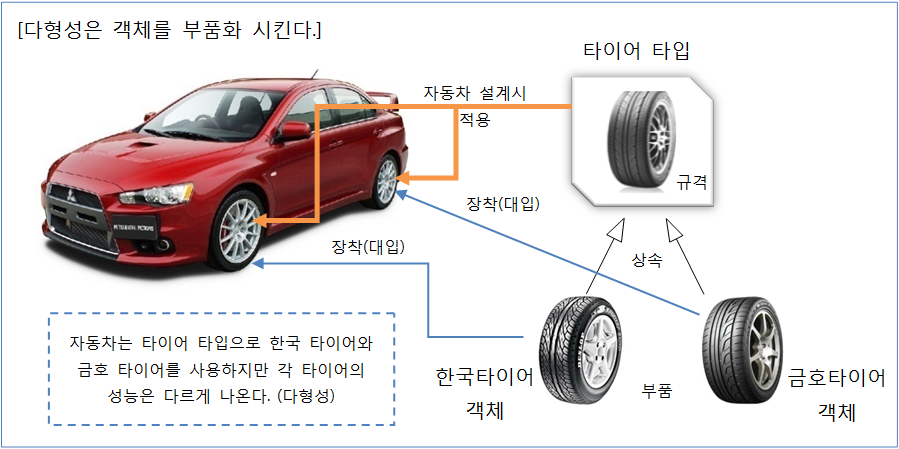 [다형성은 객체를 부품화 시킨다.]
타이어 타입
자동차 설계시
적용
규격
장착(대입)
장착(대입)
상속
자동차는 타이어 타입으로 한국 타이어와
금호 타이어를 사용하지만 각 타이어의
성능은 다르게 나온다. (다형성)
한국타이어
객체
부품
금호타이어
객체